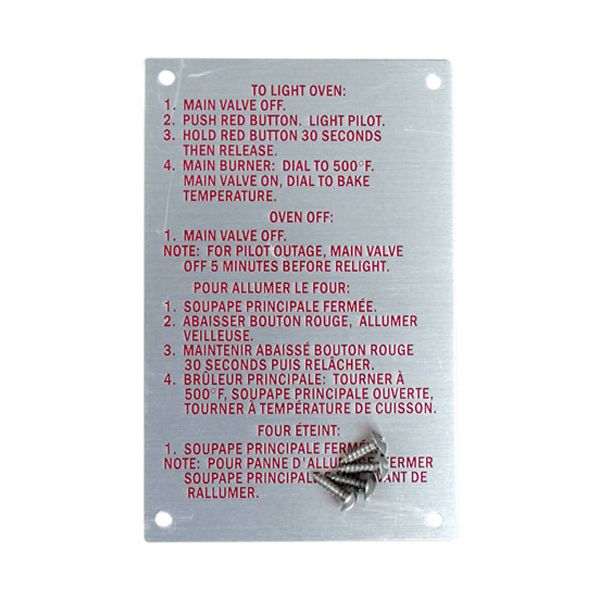 TO LIGHT OVEN:
1. MAIN VALVE OFF.
2. PUSH RED BUTTON. LIGHT PILOT.
3. HOLD RED BUTTON 30 SECONDS
THEN RELEASE.
4. MAIN BURNER: DIAL TO 500°F.
MAIN VALVE ON, DIAL TO BAKE
TEMPERATURE.
OVEN OFF:
1. MAIN VALVE OFF.
NOTE: FOR PILOT OUTAGE, MAIN VALVE
OFF 5 MINUTES BEFORE RELIGHT.
POUR ALLUMER LE FOUR:
1. SOUPAPE PRINCIPALE FERMÉE.
2. ABAISSER BOUTON ROUGE, ALLUMER
VEILLEUSE.
3. MAINTENIR ABAISSÉ BOUTON ROUGE
30 SECONDS PUIS RELÂCHER.
4. BRÛLEUR PRINCIPALE: TOURNER À
500°F, SOUPAPE PRINCIPALE OUVERTE,
TOURNER À TEMPÉRATURE DE CUISSON.
FOUR ÉTEINT:
1. SOUPAPE PRINCIPALE
NOTE: POUR PANNE FERMER
SOUPAPE DE
RALLUMER.